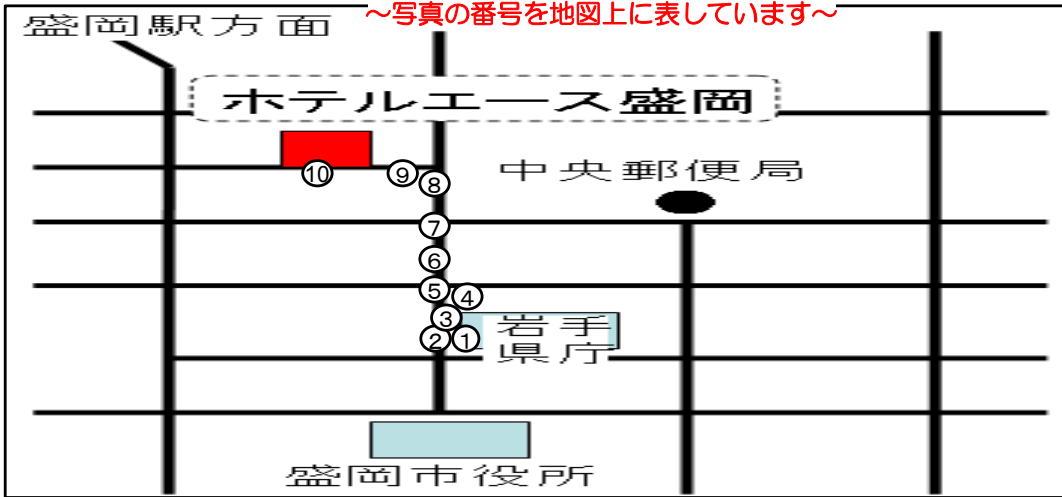 ～写真の番号を地図上に表しています～
盛岡駅方面
ホテルエース盛岡
中央郵便局
⑩
⑨
⑧
⑦
⑥
⑤
④
③
②
①
岩手
県庁
盛岡市役所